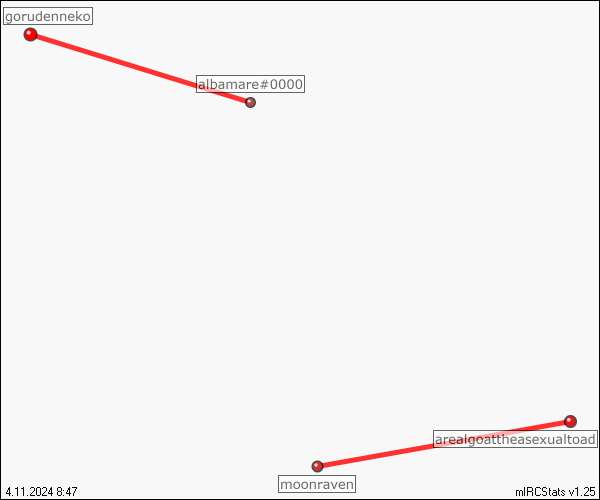 gorudenneko
albamare#0000
arealgoattheasexualtoad
moonraven
4.11.2024 8:47
mIRCStats v1.25